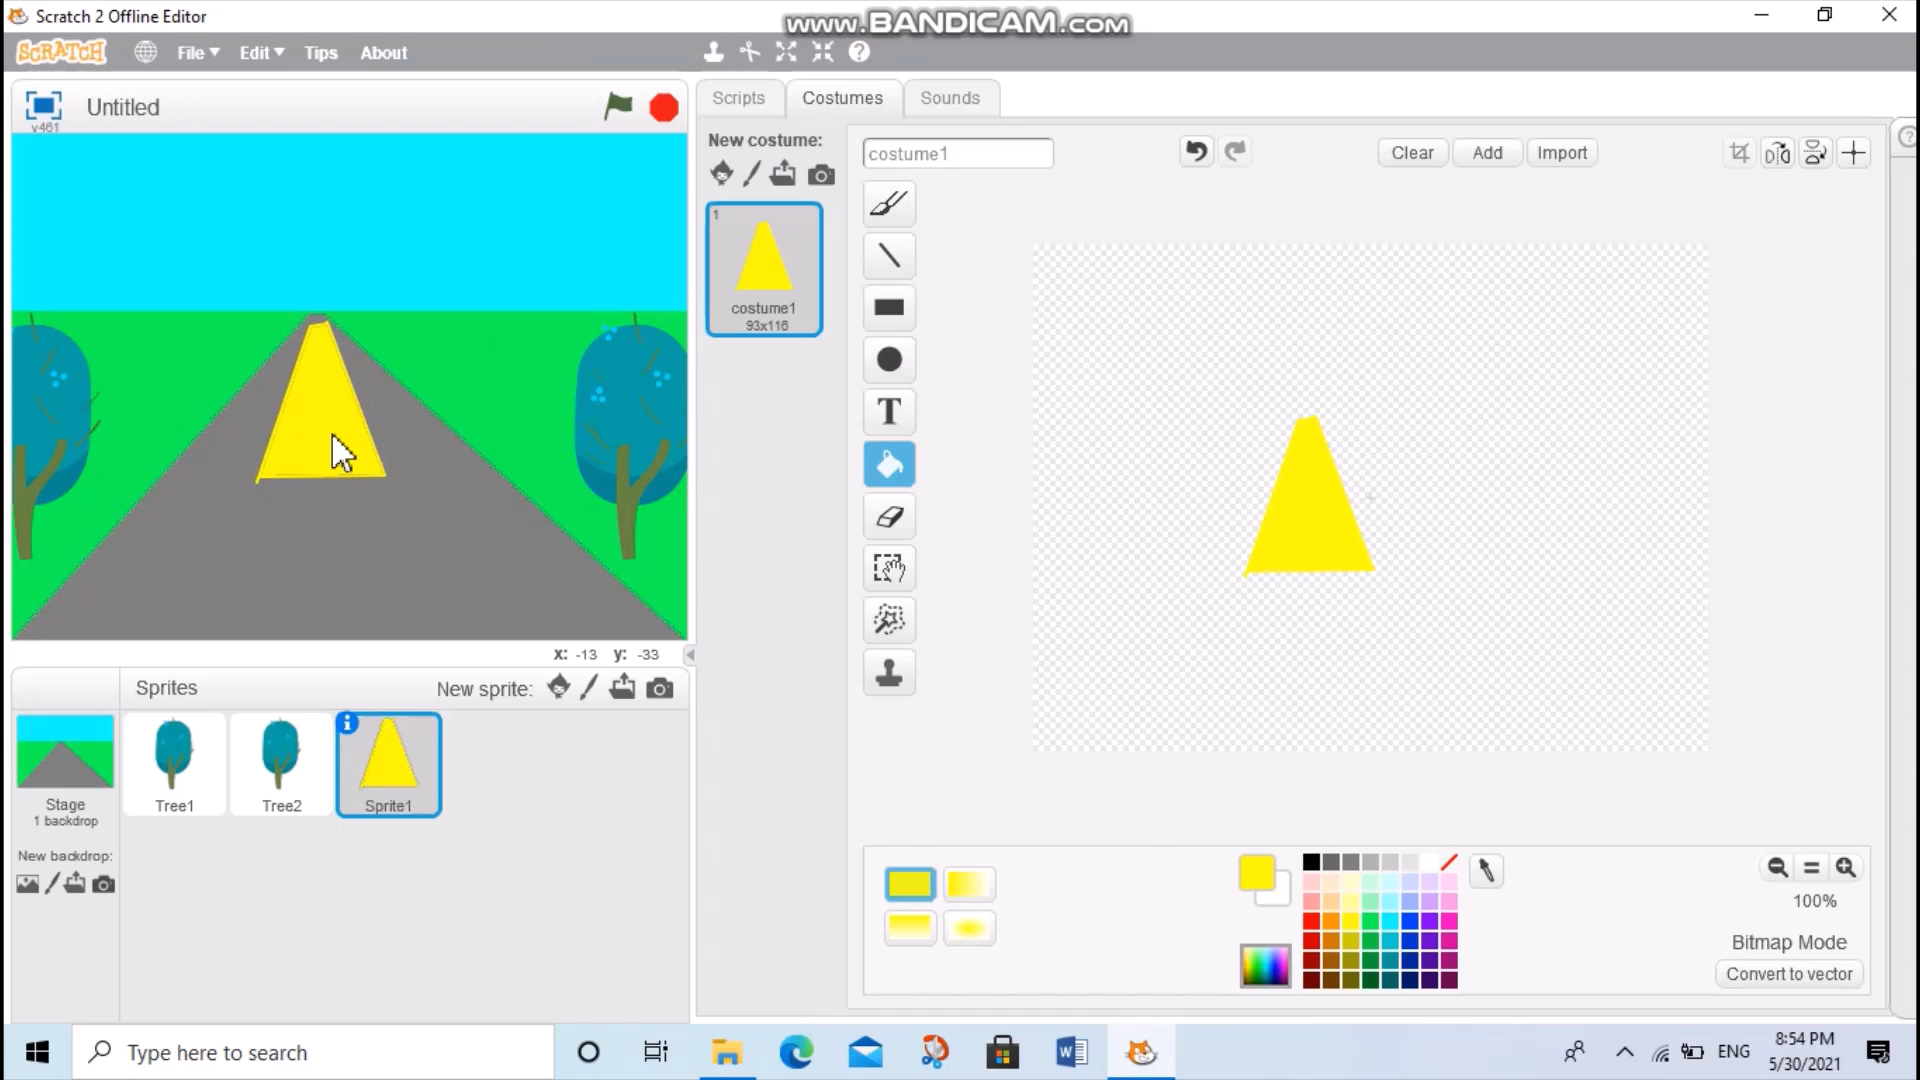 Scratch 2 Offline Editor
www.BANDICAM.com
SCRATCH File Edit Tips About
Untitled
v461
Scripts Costumes Sounds
New costume:
costume1
Clear Add Import
1
costume1
93x116
T
x: -13 y: -33
Sprites New sprite:
Stage
1 backdrop
Tree1 Tree2 Sprite1
New backdrop:
100%
Bitmap Mode
Convert to vector
Type here to search
ENG
8:54 PM
5/30/2021